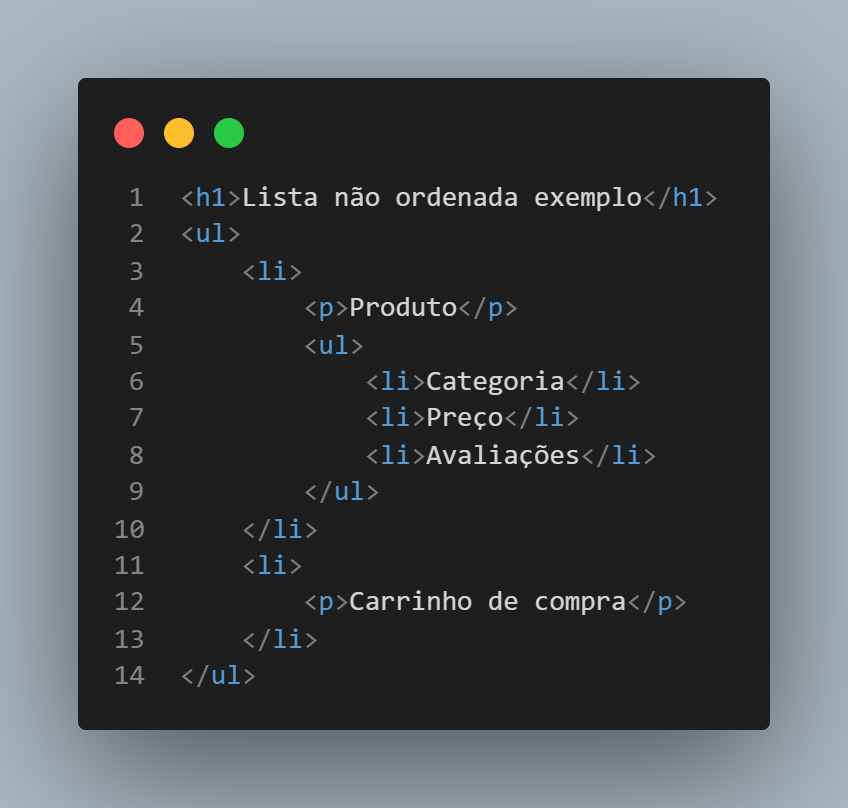 1 <h1>Lista não ordenada exemplo</h1>
2 <ul>
3     <li>
4         <p>Produto</p>
5         <ul>
6             <li>Categoria</li>
7             <li>Preço</li>
8             <li>Avaliações</li>
9         </ul>
10     </li>
11     <li>
12         <p>Carrinho de compra</p>
13     </li>
14 </ul>